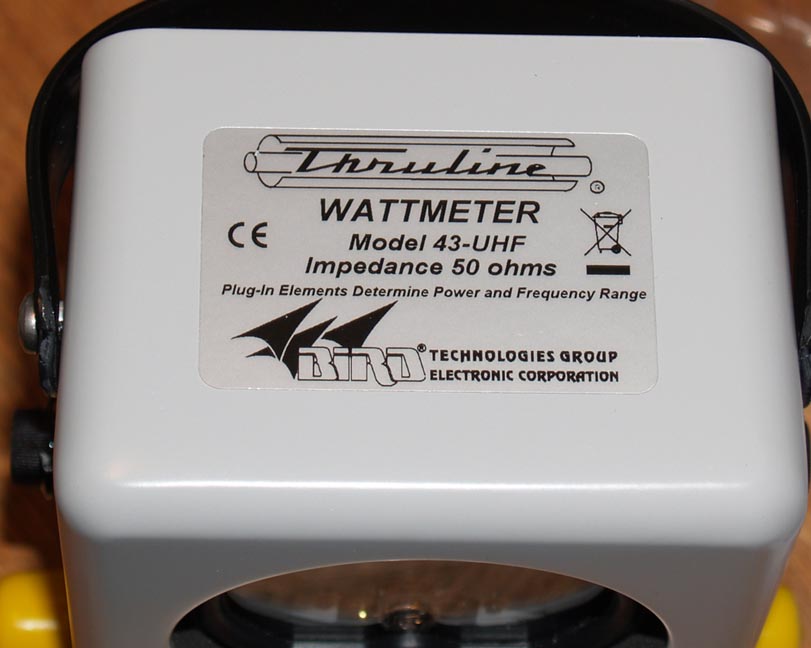 Thruline ®
WATTMETER
CE
Model 43-UHF
Impedance 50 ohms
Plug-In Elements Determine Power and Frequency Range
BIRD® TECHNOLOGIES GROUP
ELECTRONIC CORPORATION